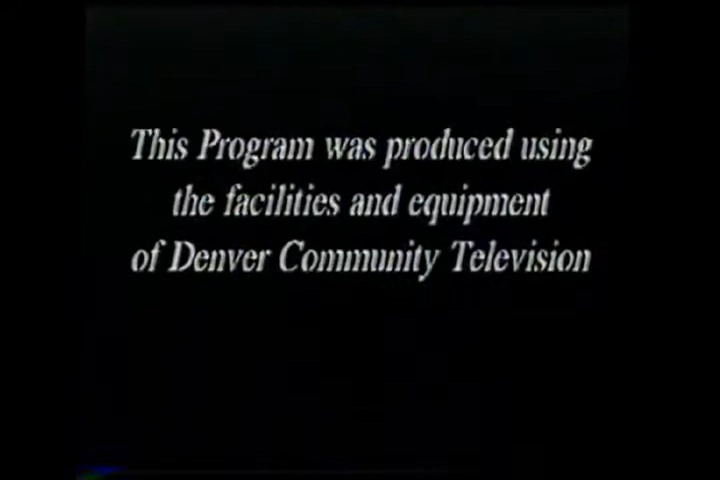 This Program was produced using
the facilities and equipment
of Denver Community Television